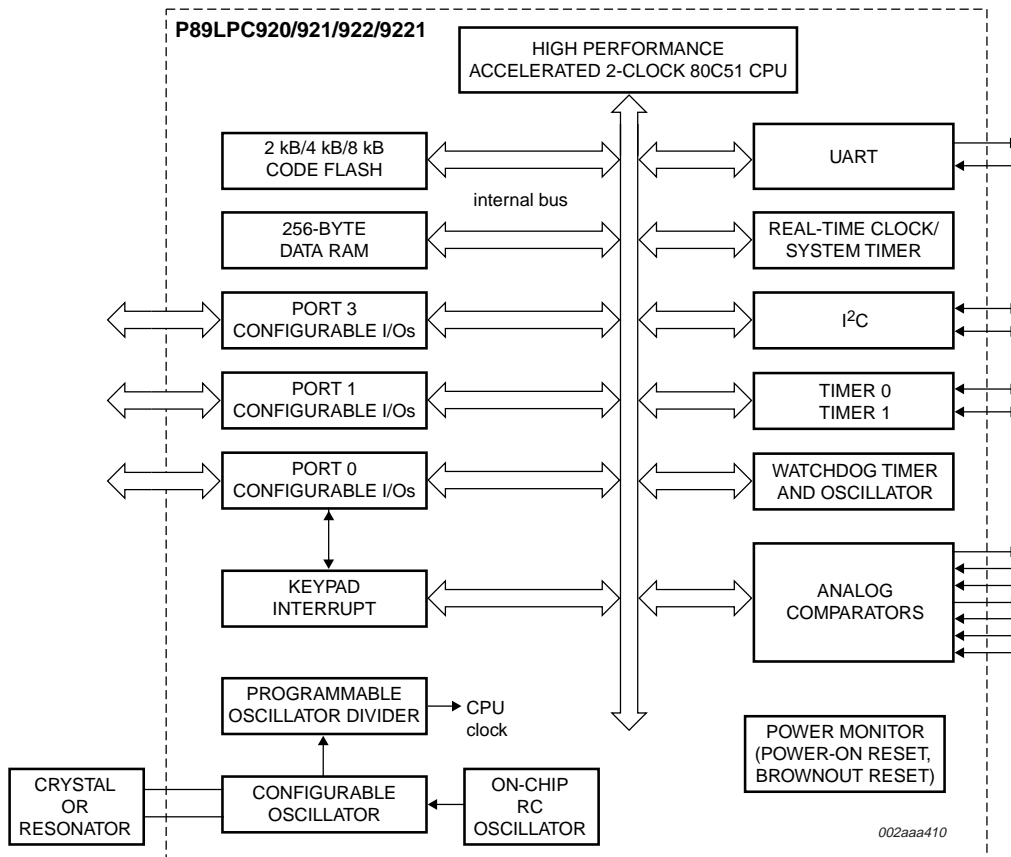 P89LPC920/921/922/9221
HIGH PERFORMANCE
ACCELERATED 2-CLOCK 80C51 CPU
2 kB/4 kB/8 kB
CODE FLASH
UART
internal bus
256-BYTE
DATA RAM
REAL-TIME CLOCK/
SYSTEM TIMER
PORT 3
CONFIGURABLE I/Os
I²C
PORT 1
CONFIGURABLE I/Os
TIMER 0
TIMER 1
PORT 0
CONFIGURABLE I/Os
WATCHDOG TIMER
AND OSCILLATOR
KEYPAD
INTERRUPT
ANALOG
COMPARATORS
PROGRAMMABLE
OSCILLATOR DIVIDER
CPU
clock
POWER MONITOR
(POWER-ON RESET,
BROWNOUT RESET)
CRYSTAL
OR
RESONATOR
CONFIGURABLE
OSCILLATOR
ON-CHIP
RC
OSCILLATOR
002aaa410